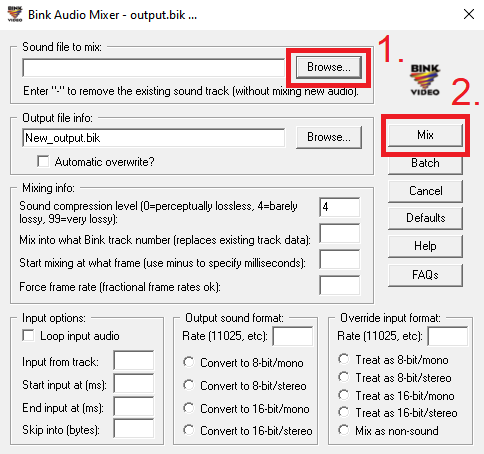 Bink Audio Mixer - output.bik ...
Sound file to mix:
1.
Browse...
Enter "-" to remove the existing sound track (without mixing new audio).
BINK
VIDEO
2.
Output file info:
New_output.bik
Browse...
Automatic overwrite?
Mix
Batch
Cancel
Defaults
Help
FAQs
Mixing info:
Sound compression level (0=perceptually lossless, 4=barely
lossy, 99=very lossy):
4
Mix into what Bink track number (replaces existing track data):
Start mixing at what frame (use minus to specify milliseconds):
Force frame rate (fractional frame rates ok):
Input options:
Loop input audio
Input from track:
Start input at (ms):
End input at (ms):
Skip into (bytes):
Output sound format:
Rate (11025, etc):
Convert to 8-bit/mono
Convert to 8-bit/stereo
Convert to 16-bit/mono
Convert to 16-bit/stereo
Override input format:
Rate (11025, etc):
Treat as 8-bit/mono
Treat as 8-bit/stereo
Treat as 16-bit/mono
Treat as 16-bit/stereo
Mix as non-sound